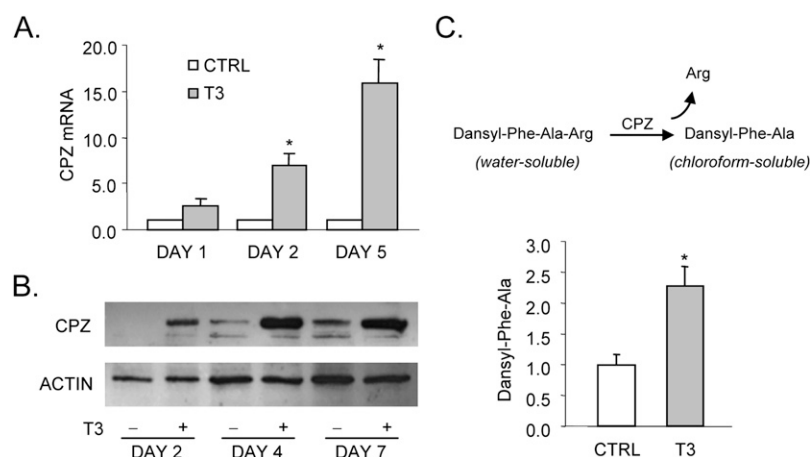 A.
20.0
15.0
10.0
5.0
0.0
CPZ mRNA
CTRL
T3
*
*
DAY 1 DAY 2 DAY 5
B.
CPZ
ACTIN
T3 – + – + – +
DAY 2 DAY 4 DAY 7
C.
Arg
Dansyl-Phe-Ala-Arg CPZ Dansyl-Phe-Ala
(water-soluble) (chloroform-soluble)
3.0
2.5
2.0
1.5
1.0
0.5
0.0
Dansyl-Phe-Ala
*
CTRL T3